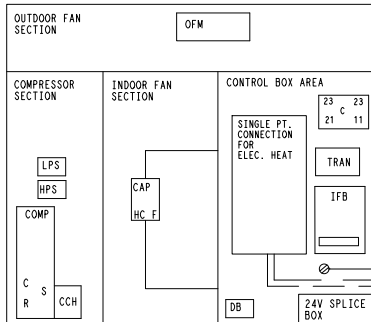 OUTDOOR FAN
SECTION
OFM
COMPRESSOR
SECTION
LPS
HPS
COMP
C
S
R
CCH
INDOOR FAN
SECTION
CAP
HC F
CONTROL BOX AREA
SINGLE PT.
CONNECTION
FOR
ELEC. HEAT
23 23
C
21 11
TRAN
IFB
DB
24V SPLICE
BOX